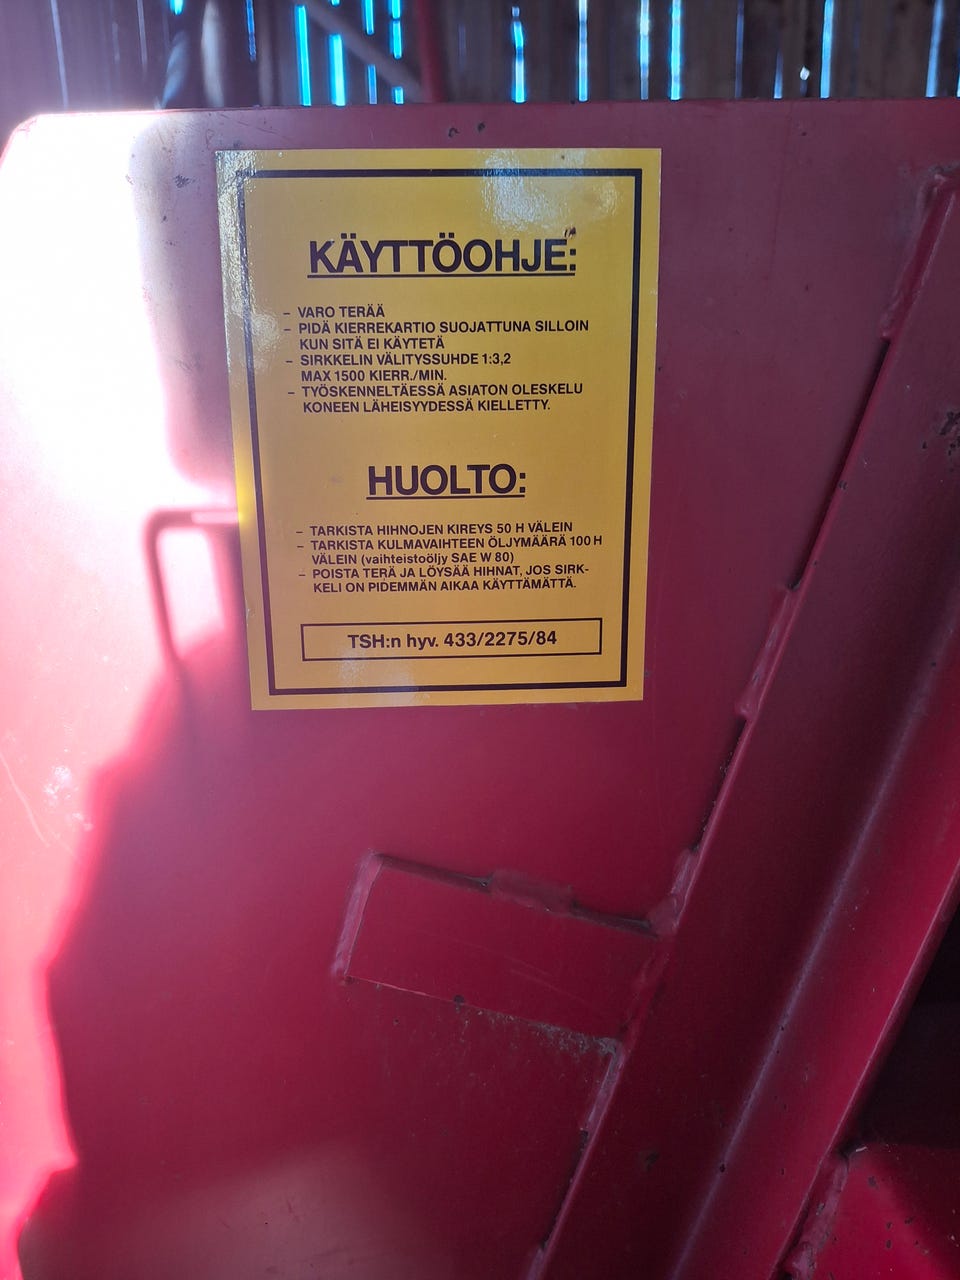 KÄYTTÖOHJE:
– VARO TERÄÄ
– PIDÄ KIERREKARTIO SUOJATTUNA SILLOIN
KUN SITÄ EI KÄYTETÄ
– SIRKKELIN VÄLITYSSUHDE 1:3,2
MAX 1500 KIERR./MIN.
– TYÖSKENNELTÄESSÄ ASIATON OLESKELU
KONEEN LÄHEISYYDESSÄ KIELLETTY.
HUOLTO:
– TARKISTA HIHNOJEN KIREYS 50 H VÄLEIN
– TARKISTA KULMAVAIHTEEN ÖLJYMÄÄRÄ 100 H
VÄLEIN (vaihteistoöljy SAE W 80)
– POISTA TERÄ JA LÖYSÄÄ HIHNAT, JOS SIRK-
KELI ON PIDEMMÄN AIKAA KÄYTTÄMÄTTÄ.
TSH:n hyv. 433/2275/84